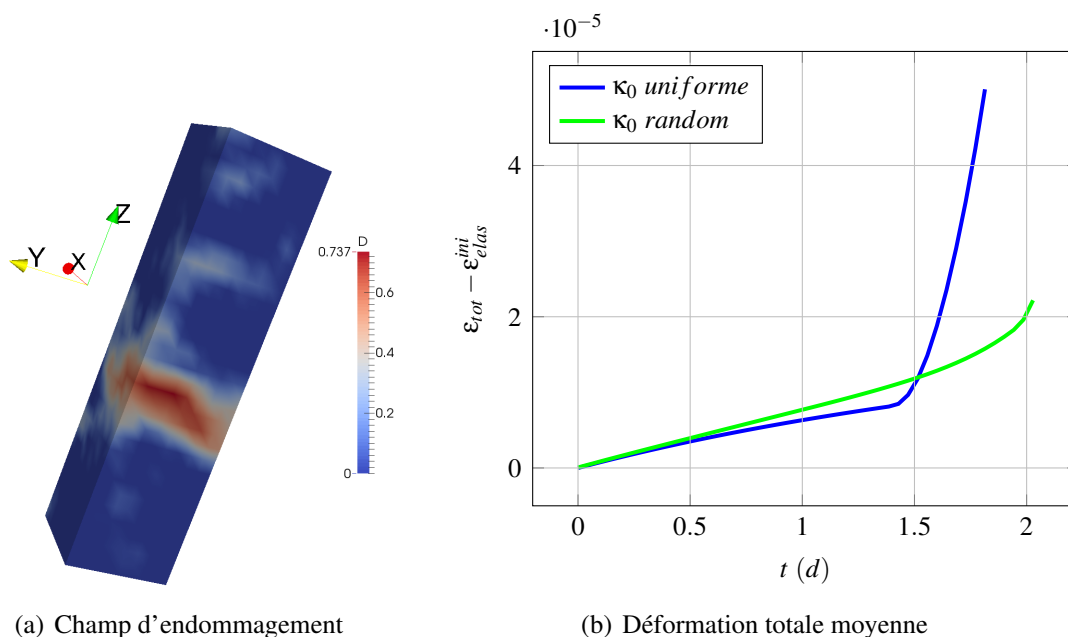 Z
Y
X
D
0.737
0.6
0.4
0.2
0
(a) Champ d'endommagement
·10⁻⁵
κ₀ uniforme
κ₀ random
4
2
0
ε_tot − ε_elas^ini
0 0.5 1 1.5 2
t (d)
(b) Déformation totale moyenne